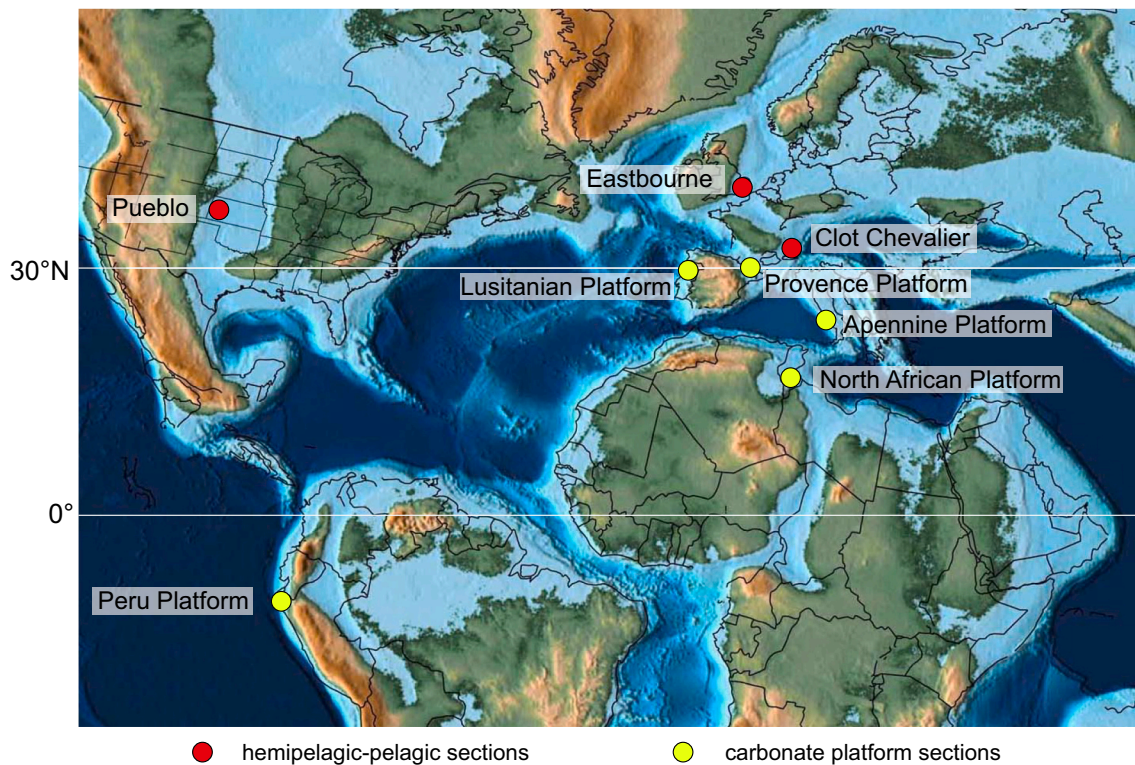 Eastbourne
Pueblo
Clot Chevalier
30°N
Lusitanian Platform
Provence Platform
Apennine Platform
North African Platform
0°
Peru Platform
hemipelagic-pelagic sections
carbonate platform sections